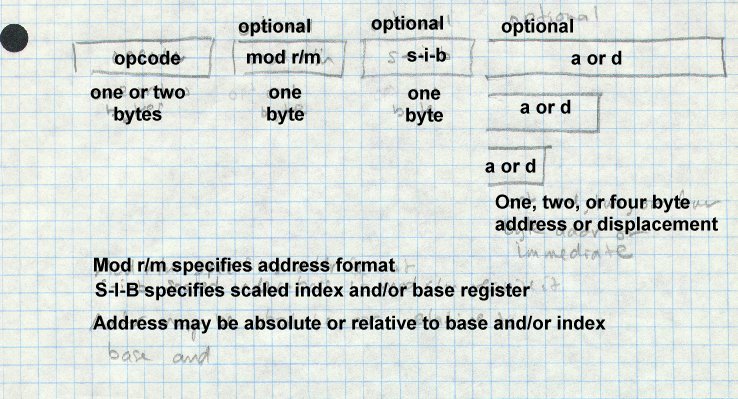 optional optional optional
opcode mod r/m s-i-b a or d
one or two one one a or d
bytes byte byte
a or d
One, two, or four byte
address or displacement
immediate
Mod r/m specifies address format
S-I-B specifies scaled index and/or base register
Address may be absolute or relative to base and/or index
base and